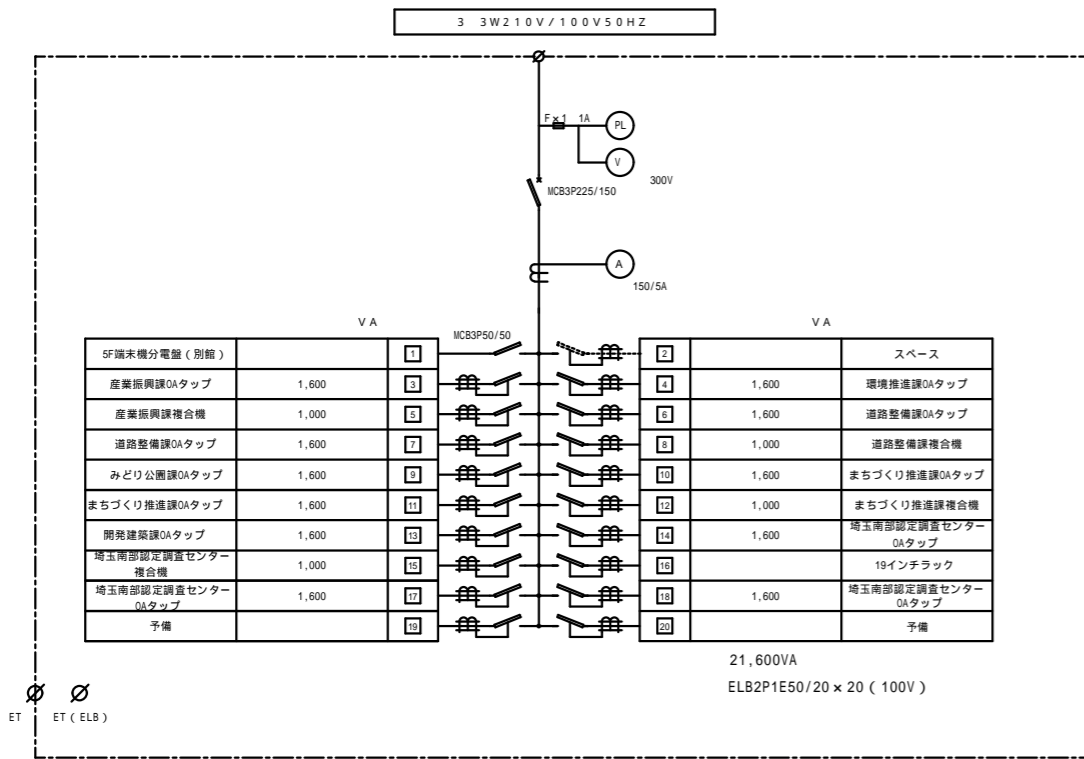 3 3W210V/100V50HZ
F×1 1A
PL
V
300V
MCB3P225/150
A
150/5A
VA
VA
MCB3P50/50
5F端末機分電盤(別館) 1 2 スペース
産業振興課OAタップ 1,600 3 4 1,600 環境推進課OAタップ
産業振興課複合機 1,000 5 6 1,600 道路整備課OAタップ
道路整備課OAタップ 1,600 7 8 1,000 道路整備課複合機
みどり公園課OAタップ 1,600 9 10 1,600 まちづくり推進課OAタップ
まちづくり推進課OAタップ 1,600 11 12 1,000 まちづくり推進課複合機
開発建築課OAタップ 1,600 13 14 1,600 埼玉南部認定調査センター
OAタップ
埼玉南部認定調査センター
複合機 1,000 15 16 19インチラック
埼玉南部認定調査センター
OAタップ 1,600 17 18 1,600 埼玉南部認定調査センター
OAタップ
予備 19 20 予備
21,600VA
ELB2P1E50/20×20(100V)
ET ET(ELB)